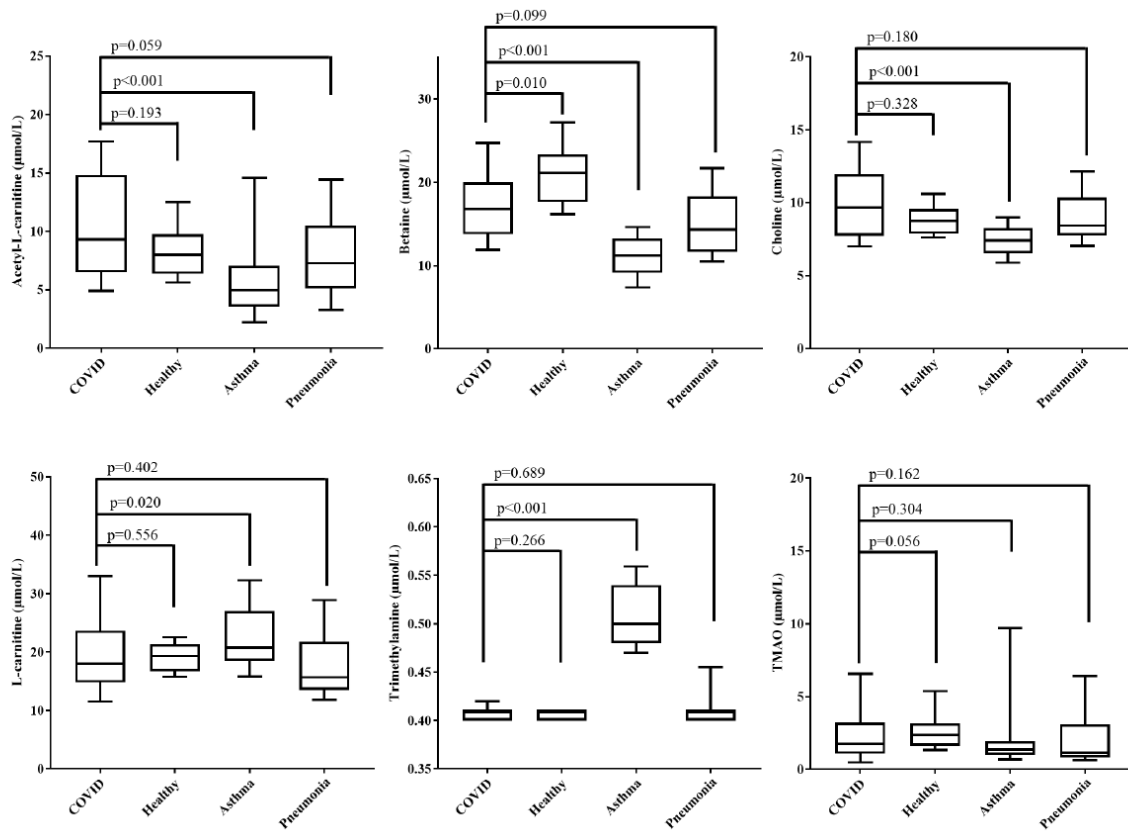 p=0.059
p<0.001
p=0.193
25
20
15
10
5
0
Acetyl-L-carnitine (µmol/L)
COVID
Healthy
Asthma
Pneumonia
p=0.099
p<0.001
p=0.010
30
20
10
0
Betaine (µmol/L)
COVID
Healthy
Asthma
Pneumonia
p=0.180
p<0.001
p=0.328
20
15
10
5
0
Choline (µmol/L)
COVID
Healthy
Asthma
Pneumonia
p=0.402
p=0.020
p=0.556
50
40
30
20
10
0
L-carnitine (µmol/L)
COVID
Healthy
Asthma
Pneumonia
p=0.689
p<0.001
p=0.266
0.65
0.60
0.55
0.50
0.45
0.40
0.35
Trimethylamine (µmol/L)
COVID
Healthy
Asthma
Pneumonia
p=0.162
p=0.304
p=0.056
20
15
10
5
0
TMAO (µmol/L)
COVID
Healthy
Asthma
Pneumonia